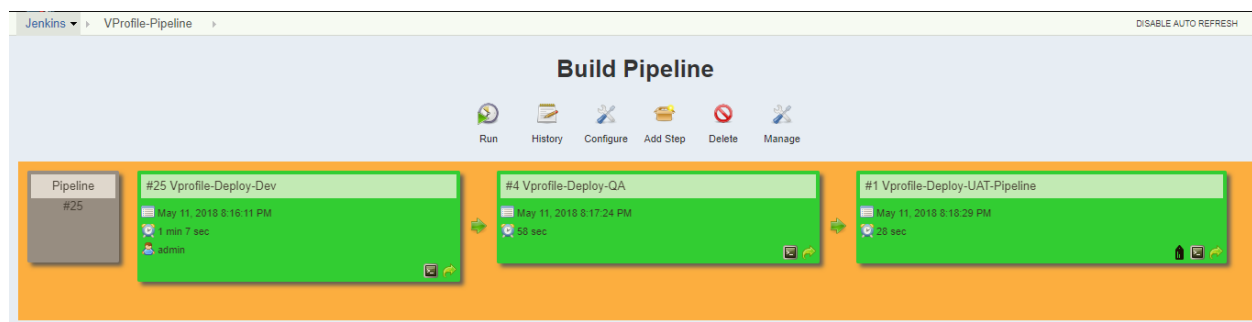 Jenkins VProfile-Pipeline DISABLE AUTO REFRESH
Build Pipeline
Run History Configure Add Step Delete Manage
Pipeline
#25
#25 Vprofile-Deploy-Dev
May 11, 2018 8:16:11 PM
1 min 7 sec
admin
#4 Vprofile-Deploy-QA
May 11, 2018 8:17:24 PM
58 sec
#1 Vprofile-Deploy-UAT-Pipeline
May 11, 2018 8:18:29 PM
28 sec